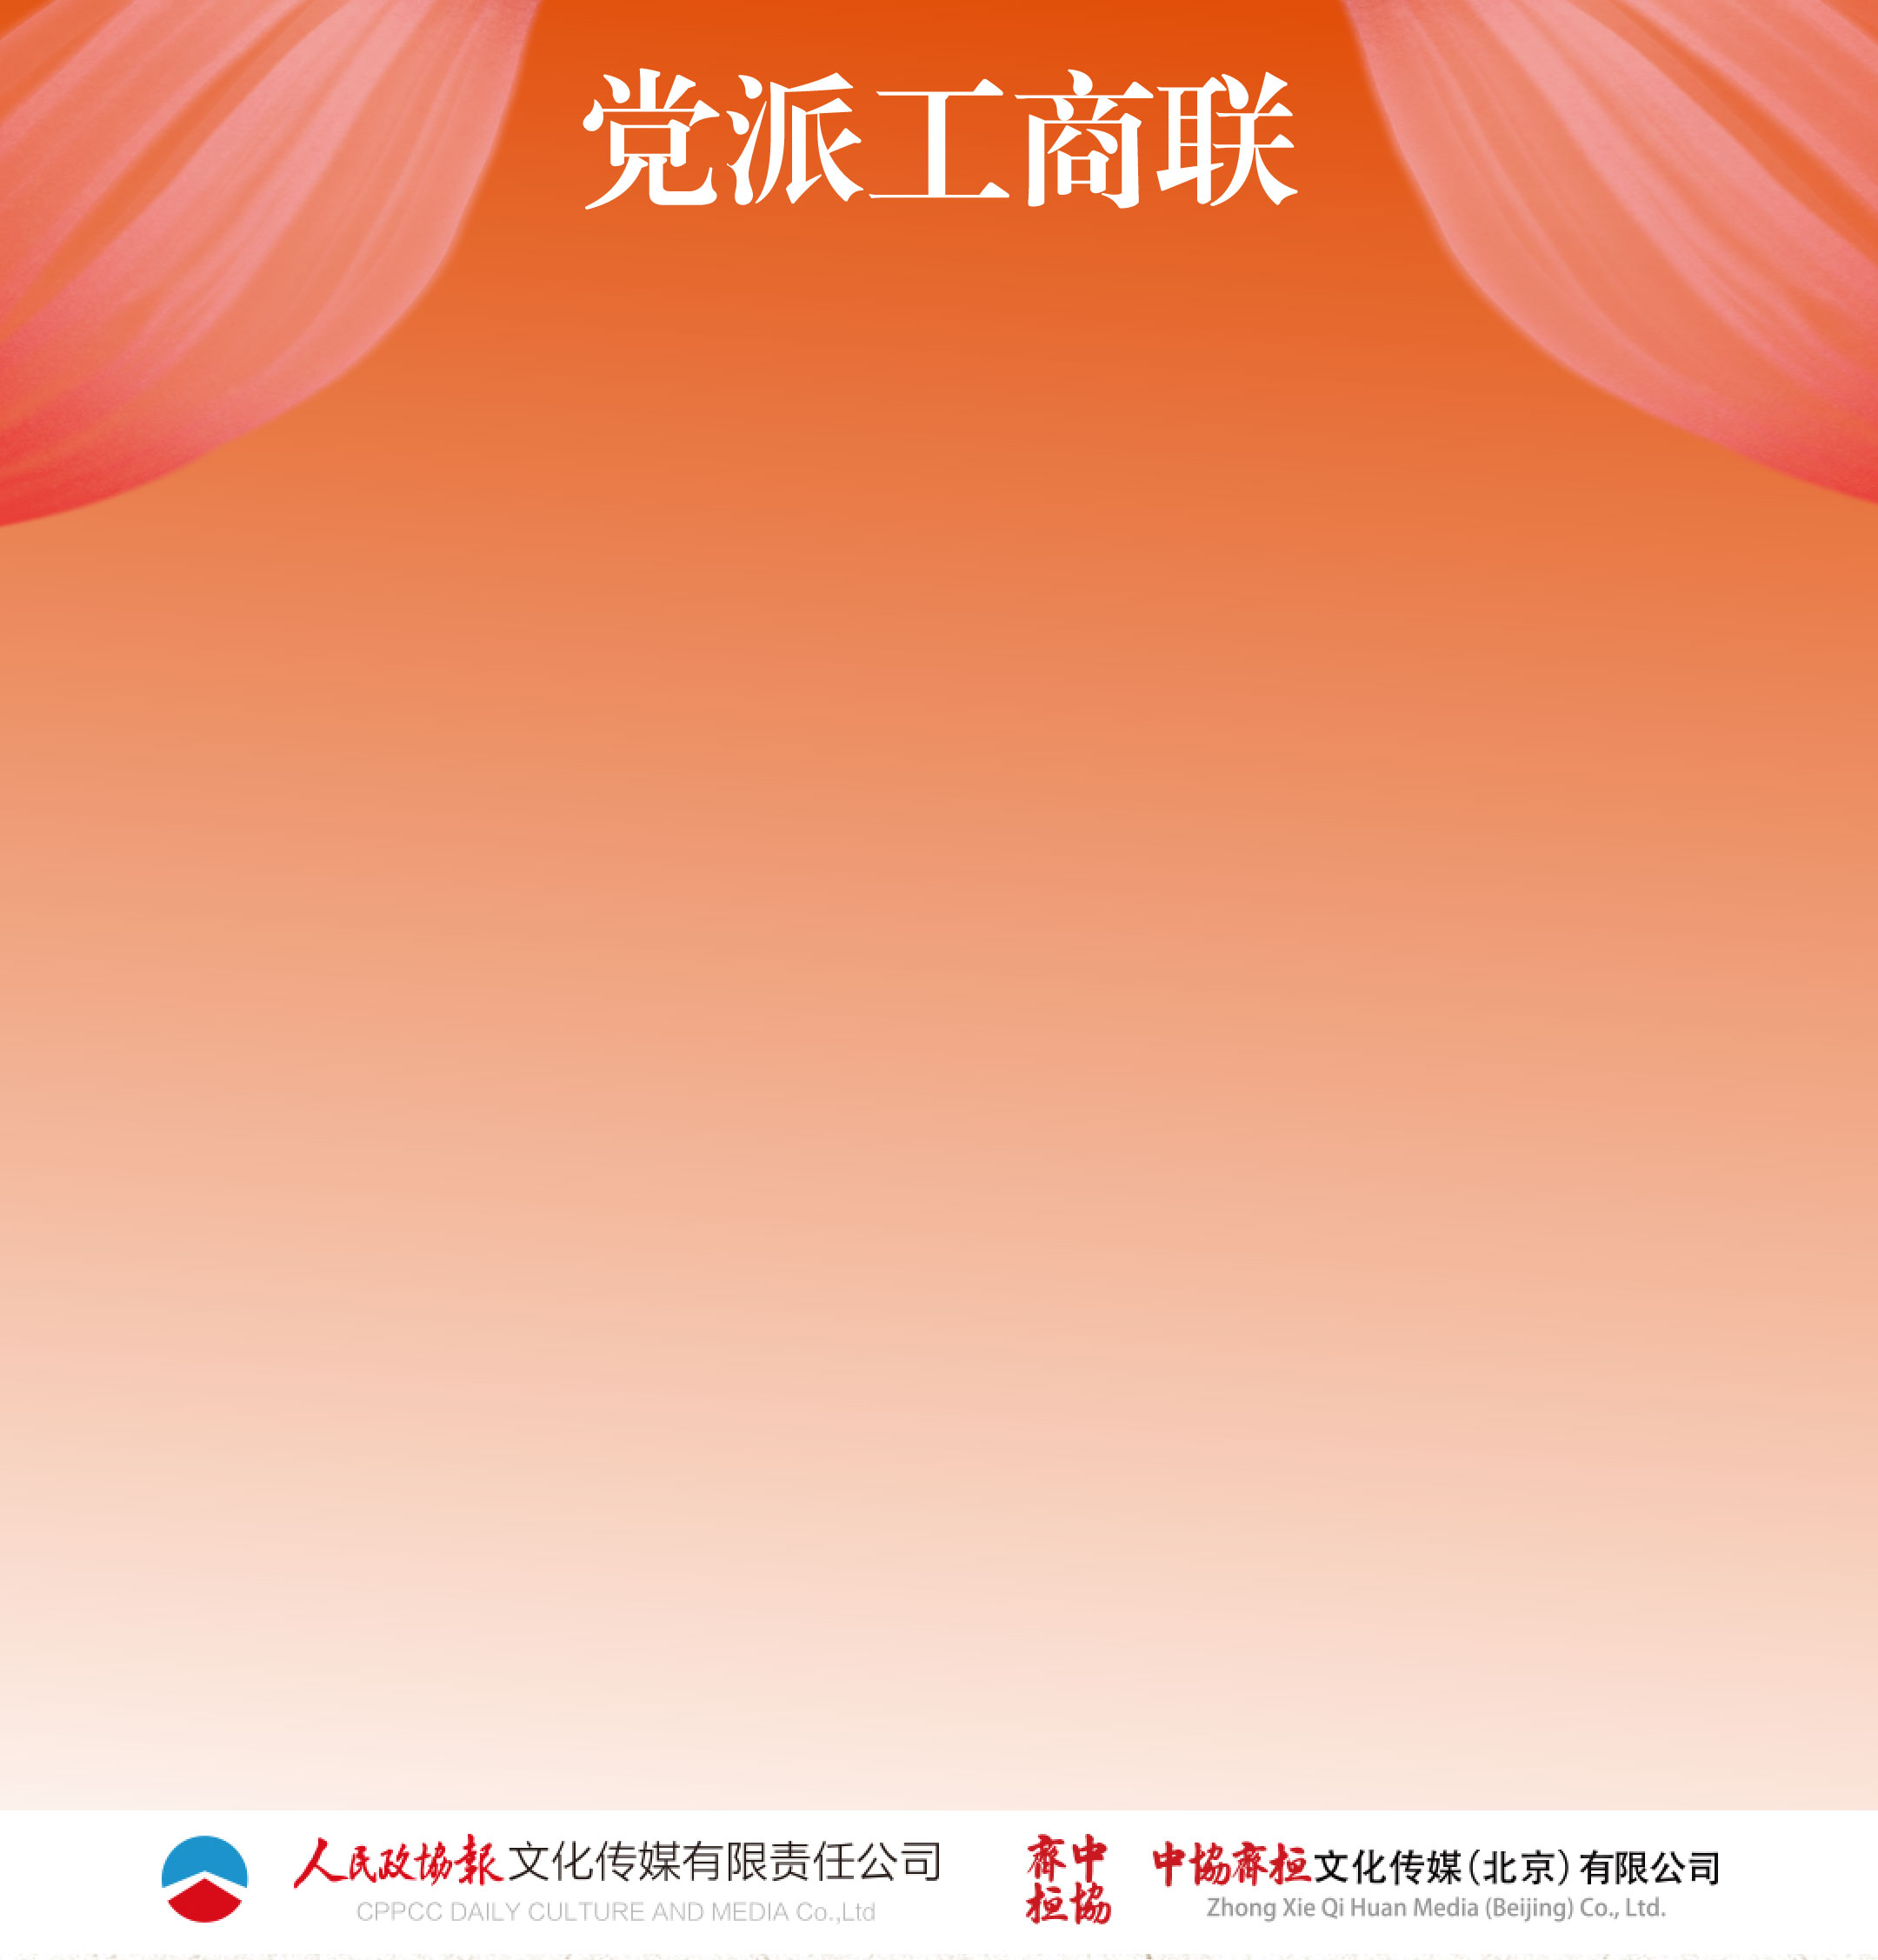 党派工商联
人民政协報文化传媒有限责任公司
CPPCC DAILY CULTURE AND MEDIA Co.,Ltd
齊中
桓協
中協齊桓文化传媒（北京）有限公司
Zhong Xie Qi Huan Media (Beijing) Co., Ltd.